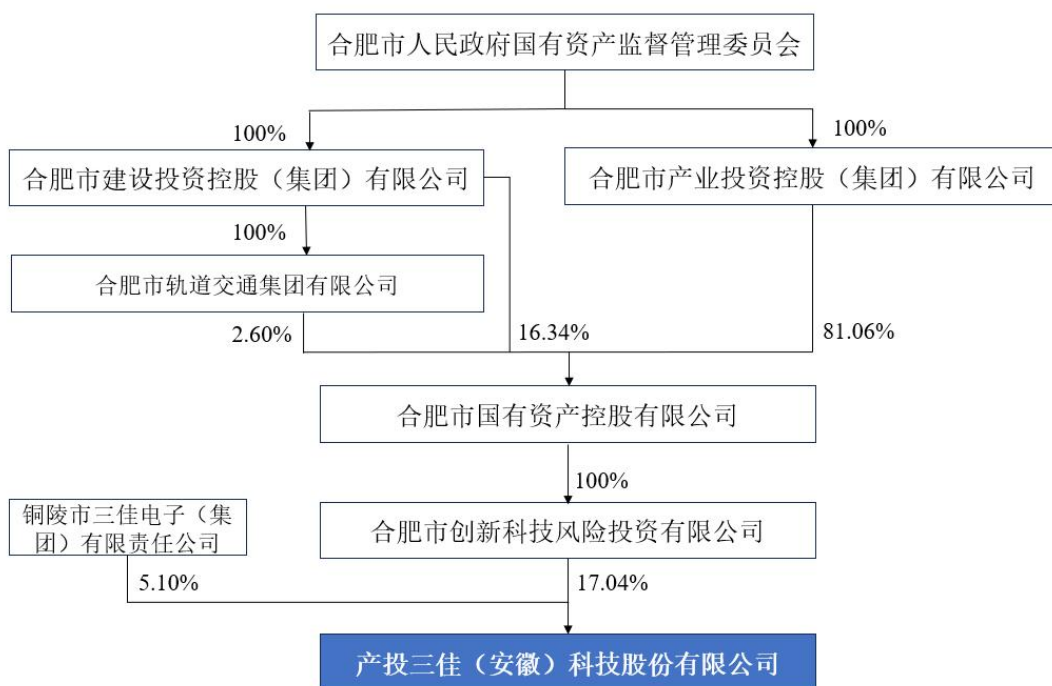 合肥市人民政府国有资产监督管理委员会
100%
100%
合肥市建设投资控股（集团）有限公司
合肥市产业投资控股（集团）有限公司
100%
合肥市轨道交通集团有限公司
2.60%
16.34%
81.06%
合肥市国有资产控股有限公司
100%
铜陵市三佳电子（集
团）有限责任公司
合肥市创新科技风险投资有限公司
5.10%
17.04%
产投三佳（安徽）科技股份有限公司